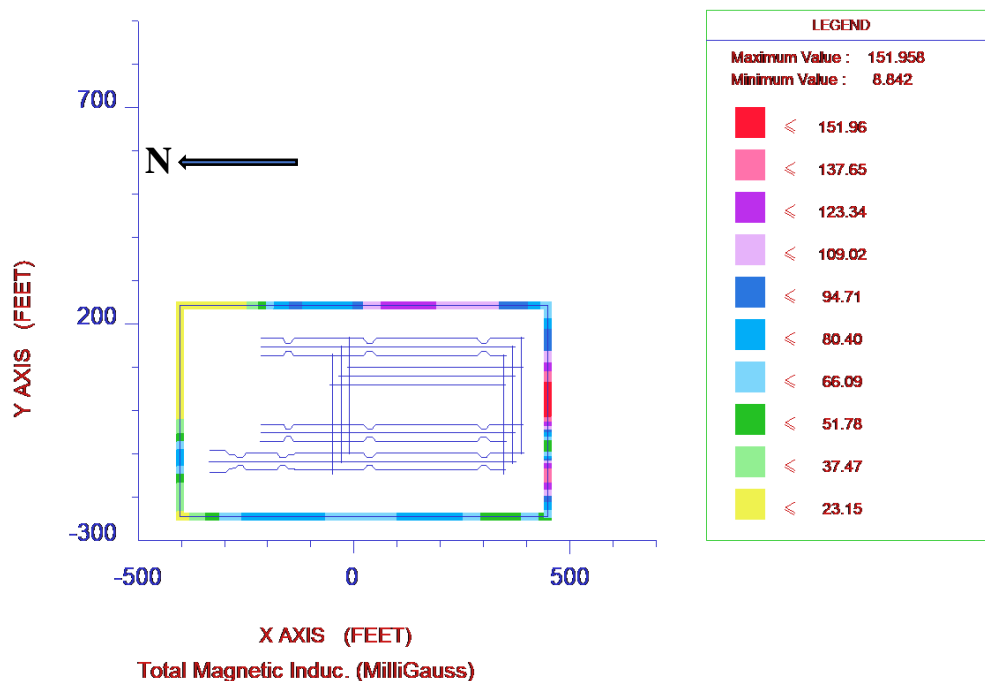 LEGEND
Maximum Value : 151.958
Minimum Value : 8.842
≤ 151.96
≤ 137.65
≤ 123.34
≤ 109.02
≤ 94.71
≤ 80.40
≤ 66.09
≤ 51.78
≤ 37.47
≤ 23.15
700
N
200
-300
Y AXIS (FEET)
-500 0 500
X AXIS (FEET)
Total Magnetic Induc. (MilliGauss)